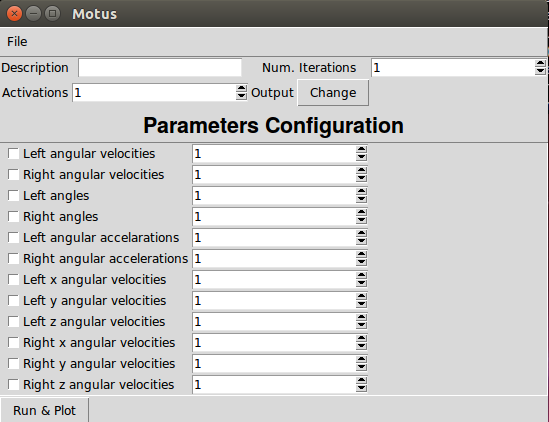 Motus
File
Description Num. Iterations 1
Activations 1 Output Change
Parameters Configuration
Left angular velocities 1
Right angular velocities 1
Left angles 1
Right angles 1
Left angular accelarations 1
Right angular accelerations 1
Left x angular velocities 1
Left y angular velocities 1
Left z angular velocities 1
Right x angular velocities 1
Right y angular velocities 1
Right z angular velocities 1
Run & Plot